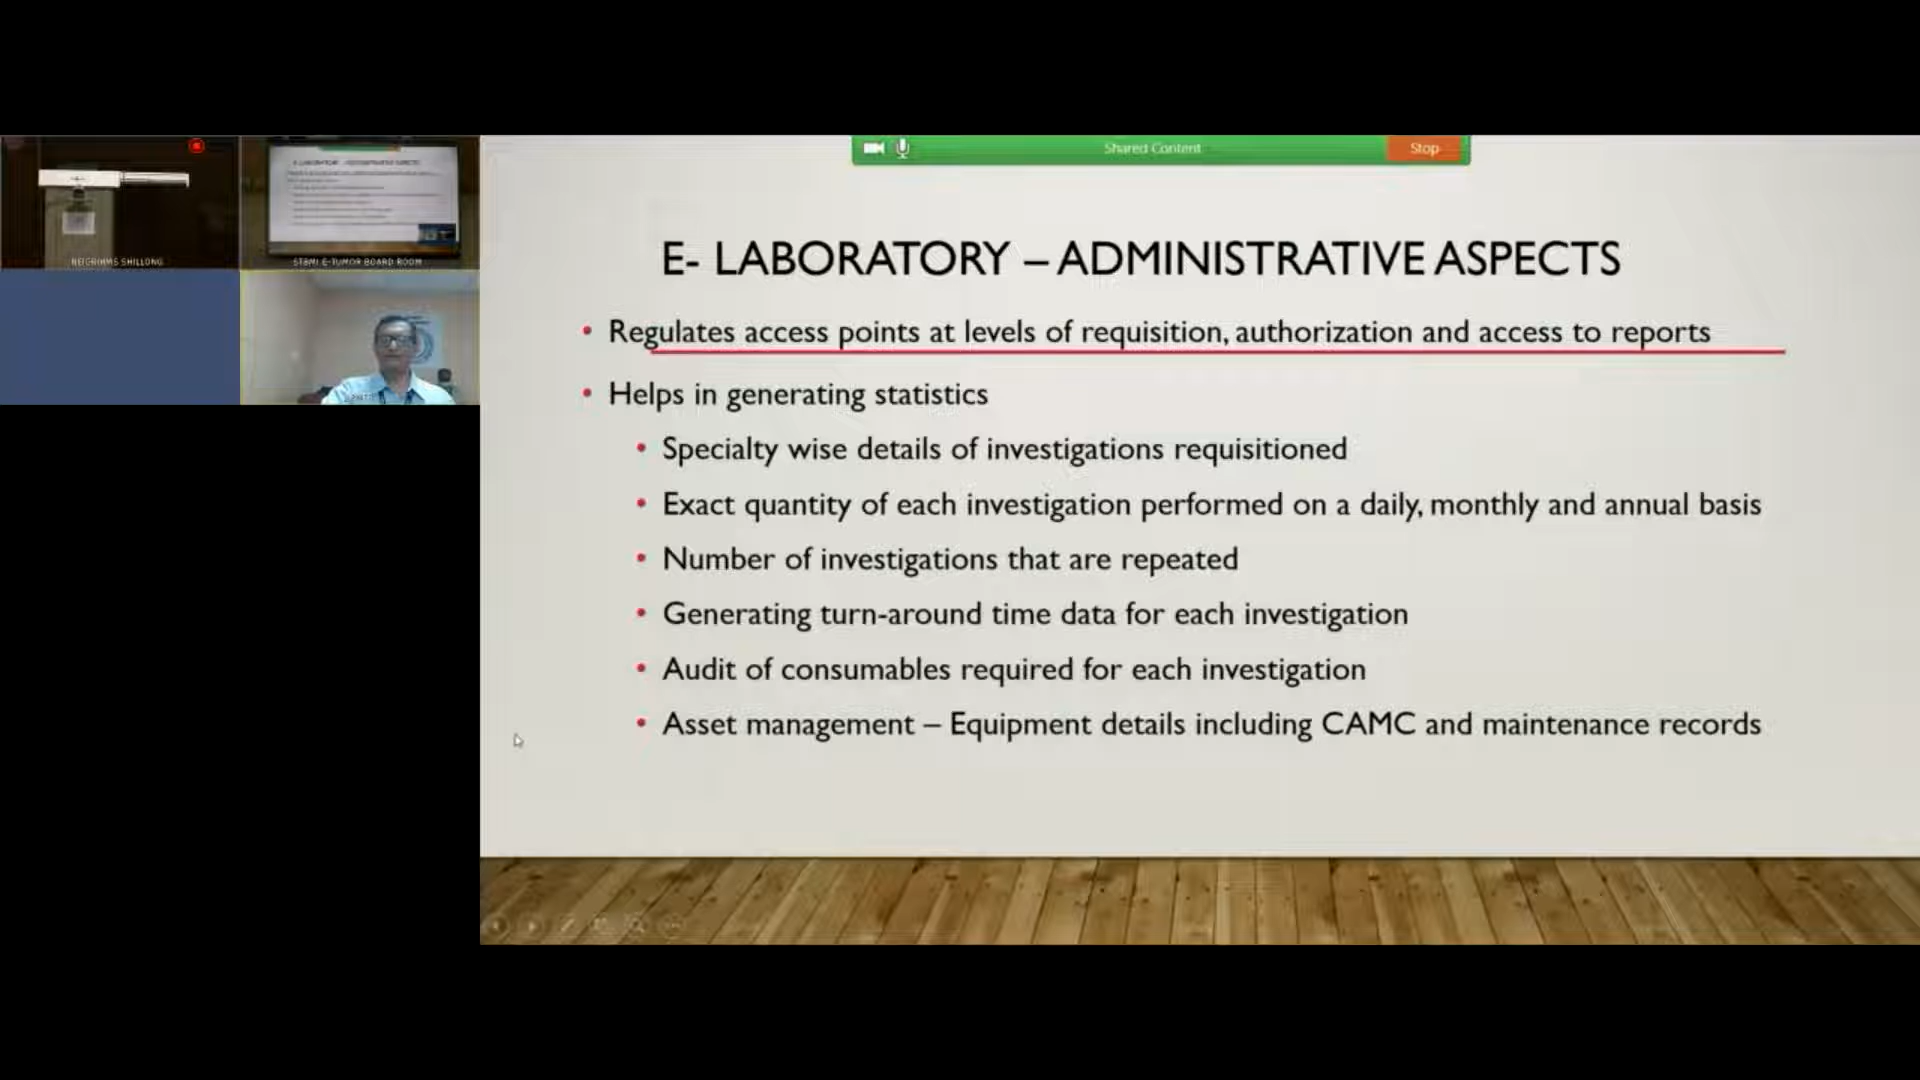 Shared Content
Stop
NEIGRIHMS SHILLONG
STBMI E-TUMOR BOARD ROOM
E- LABORATORY – ADMINISTRATIVE ASPECTS
• Regulates access points at levels of requisition, authorization and access to reports
• Helps in generating statistics
• Specialty wise details of investigations requisitioned
• Exact quantity of each investigation performed on a daily, monthly and annual basis
• Number of investigations that are repeated
• Generating turn-around time data for each investigation
• Audit of consumables required for each investigation
• Asset management – Equipment details including CAMC and maintenance records